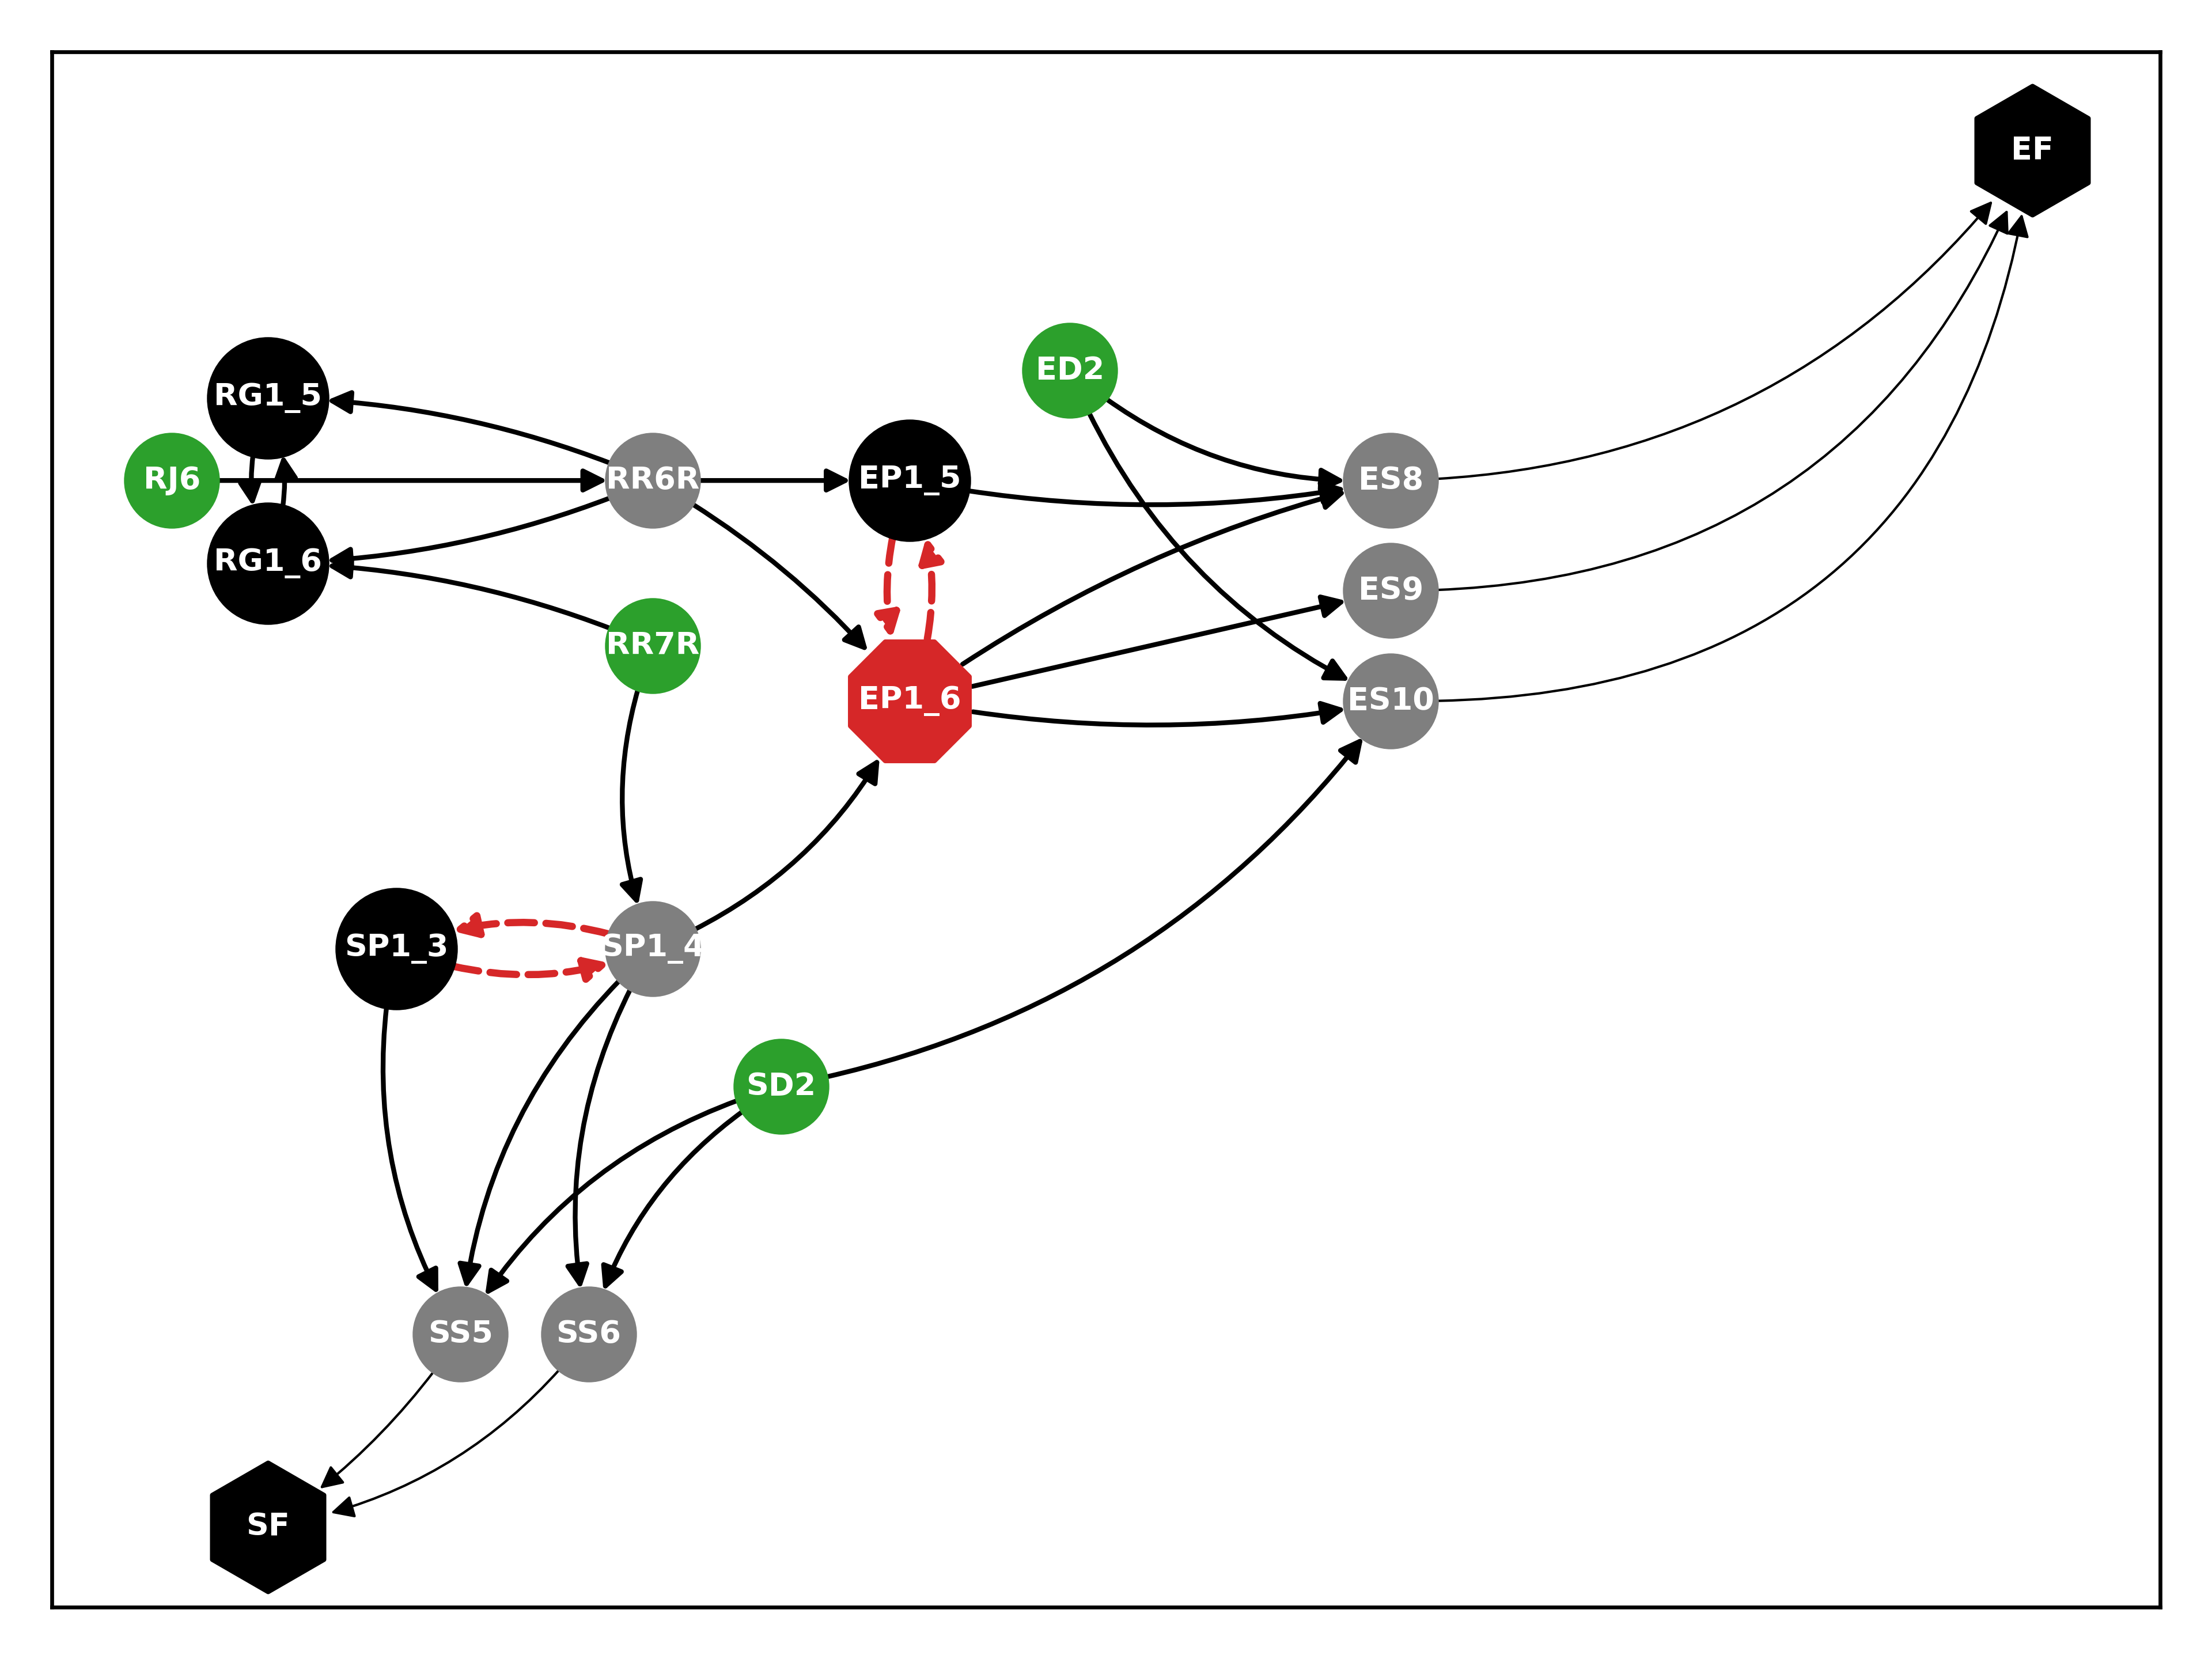 EF
ED2
RG1_5
RJ6
RR6R
EP1_5
ES8
RG1_6
ES9
RR7R
EP1_6
ES10
SP1_3
SP1_4
SD2
SS5
SS6
SF